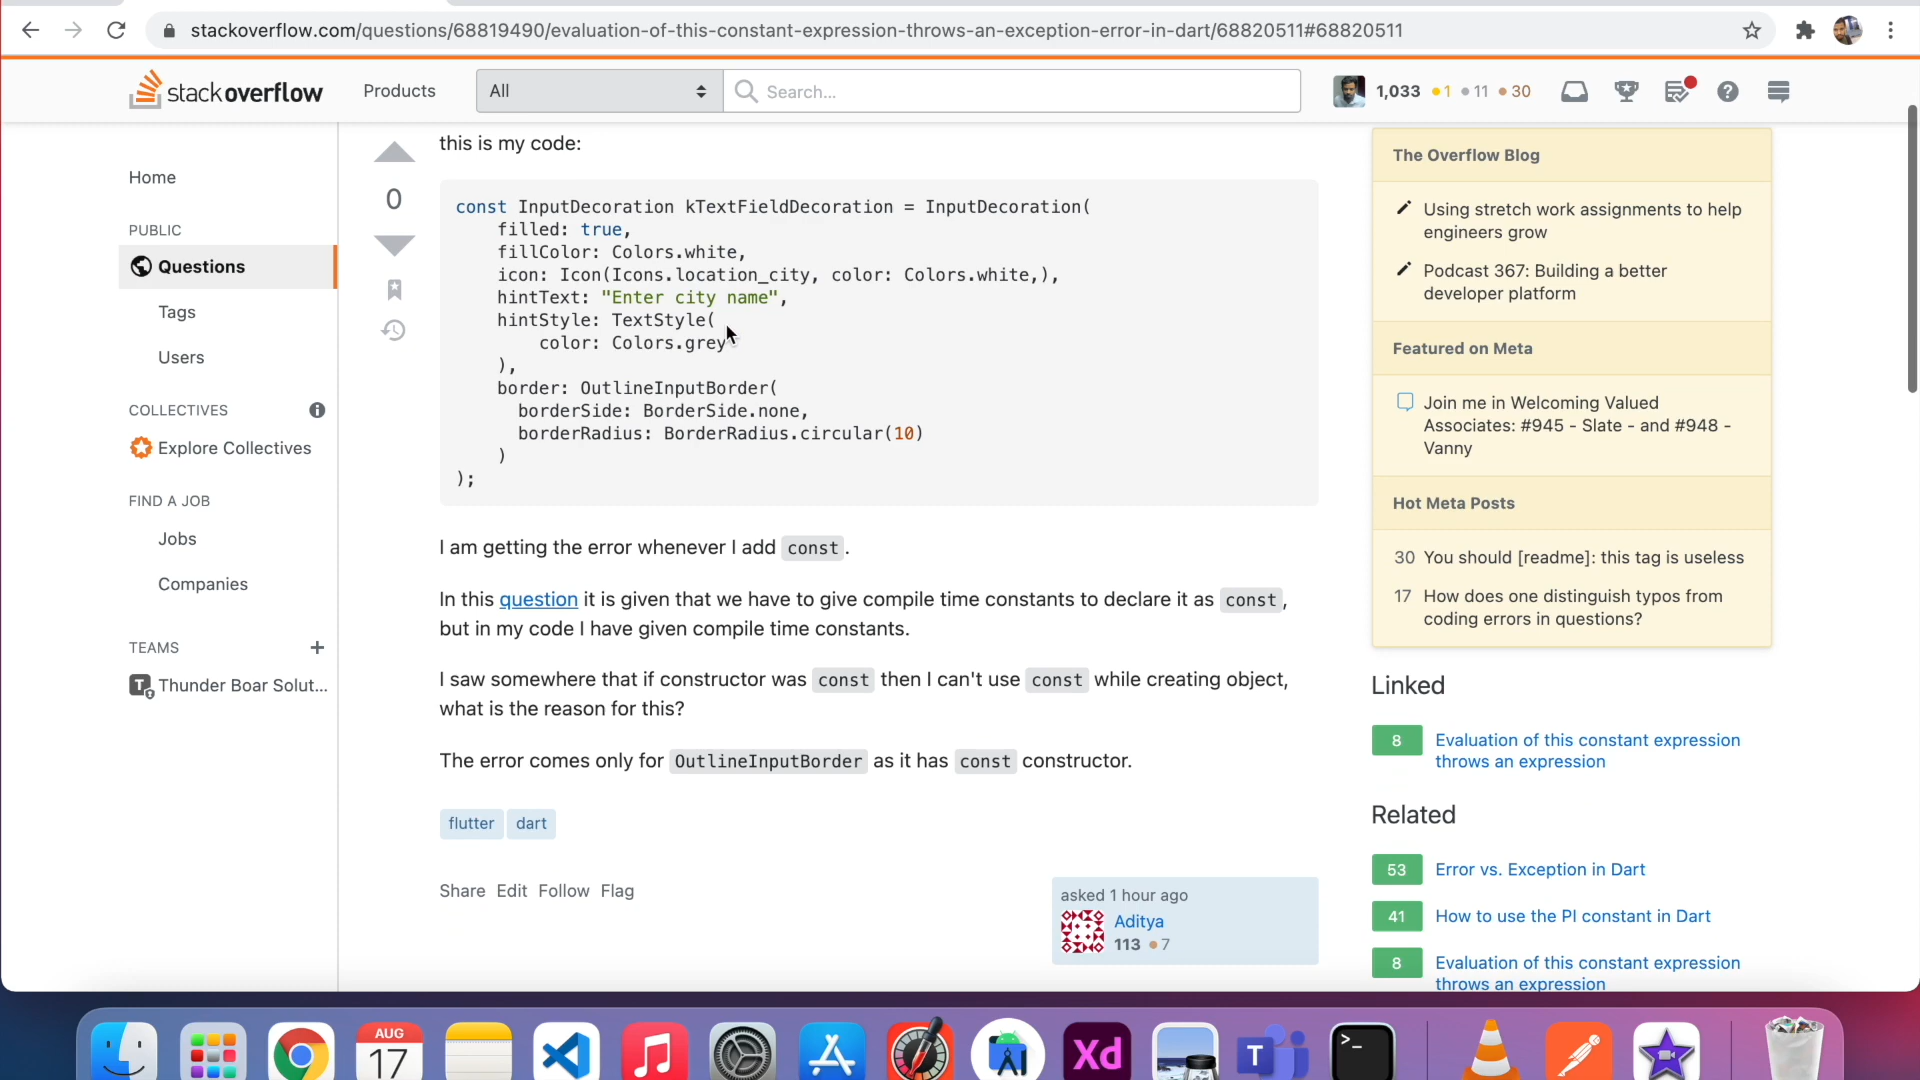 stackoverflow.com/questions/68819490/evaluation-of-this-constant-expression-throws-an-exception-error-in-dart/68820511#68820511
stackoverflow
Products
All
Search...
1,033 1 11 30
Home
PUBLIC
Questions
Tags
Users
COLLECTIVES
Explore Collectives
FIND A JOB
Jobs
Companies
TEAMS
Thunder Boar Solut...
0
this is my code:
const InputDecoration kTextFieldDecoration = InputDecoration(
filled: true,
fillColor: Colors.white,
icon: Icon(Icons.location_city, color: Colors.white,),
hintText: "Enter city name",
hintStyle: TextStyle(
color: Colors.grey
),
border: OutlineInputBorder(
borderSide: BorderSide.none,
borderRadius: BorderRadius.circular(10)
)
);
I am getting the error whenever I add const.
In this question it is given that we have to give compile time constants to declare it as const,
but in my code I have given compile time constants.
I saw somewhere that if constructor was const then I can't use const while creating object,
what is the reason for this?
The error comes only for OutlineInputBorder as it has const constructor.
flutter dart
Share Edit Follow Flag
asked 1 hour ago
Aditya
113 7
The Overflow Blog
Using stretch work assignments to help
engineers grow
Podcast 367: Building a better
developer platform
Featured on Meta
Join me in Welcoming Valued
Associates: #945 - Slate - and #948 -
Vanny
Hot Meta Posts
30 You should [readme]: this tag is useless
17 How does one distinguish typos from
coding errors in questions?
Linked
8 Evaluation of this constant expression
throws an expression
Related
53 Error vs. Exception in Dart
41 How to use the PI constant in Dart
8 Evaluation of this constant expression
throws an expression
AUG
17
Xd
T
>_